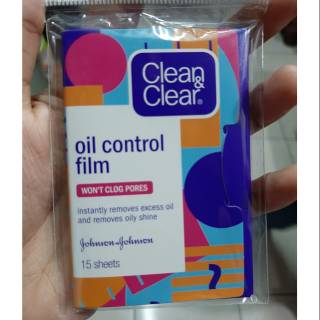 Clean &
Clear®
oil control
film
WON'T CLOG PORES
instantly removes excess oil
and removes oily shine
Johnson & Johnson
15 sheets